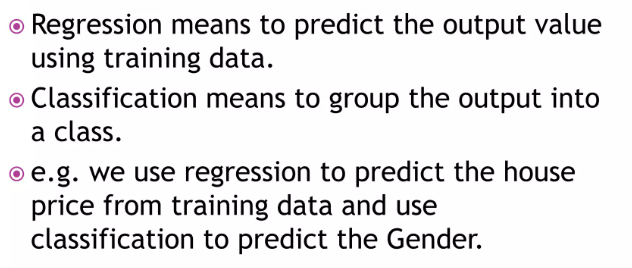 Regression means to predict the output value
using training data.
Classification means to group the output into
a class.
e.g. we use regression to predict the house
price from training data and use
classification to predict the Gender.